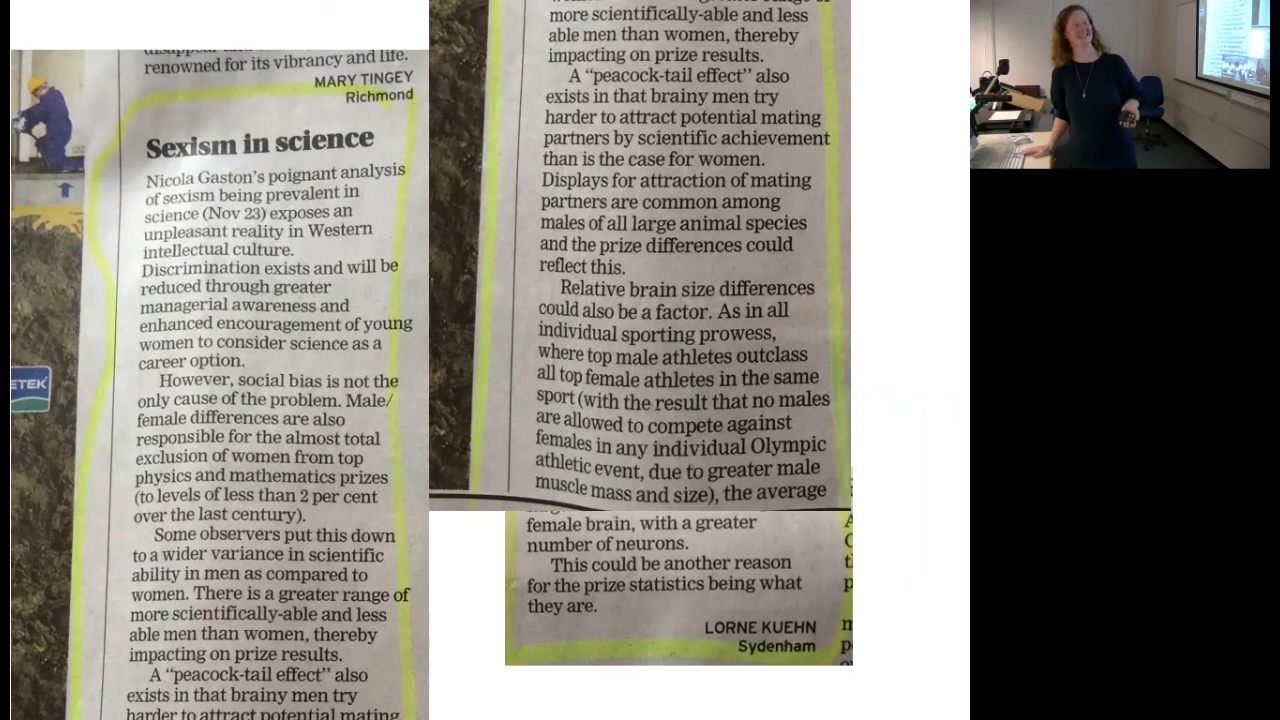 renowned for its vibrancy and life.
MARY TINGEY
Richmond
Sexism in science
Nicola Gaston's poignant analysis
of sexism being prevalent in
science (Nov 23) exposes an
unpleasant reality in Western
intellectual culture.
Discrimination exists and will be
reduced through greater
managerial awareness and
enhanced encouragement of young
women to consider science as a
career option.
However, social bias is not the
only cause of the problem. Male/
female differences are also
responsible for the almost total
exclusion of women from top
physics and mathematics prizes
(to levels of less than 2 per cent
over the last century).
Some observers put this down
to a wider variance in scientific
ability in men as compared to
women. There is a greater range of
more scientifically-able and less
able men than women, thereby
impacting on prize results.
A "peacock-tail effect" also
exists in that brainy men try
harder to attract potential mating
ETEK
more scientifically-able and less
able men than women, thereby
impacting on prize results.
A "peacock-tail effect" also
exists in that brainy men try
harder to attract potential mating
partners by scientific achievement
than is the case for women.
Displays for attraction of mating
partners are common among
males of all large animal species
and the prize differences could
reflect this.
Relative brain size differences
could also be a factor. As in all
individual sporting prowess,
where top male athletes outclass
all top female athletes in the same
sport (with the result that no males
are allowed to compete against
females in any individual Olympic
athletic event, due to greater male
muscle mass and size), the average
female brain, with a greater
number of neurons.
This could be another reason
for the prize statistics being what
they are.
LORNE KUEHN
Sydenham